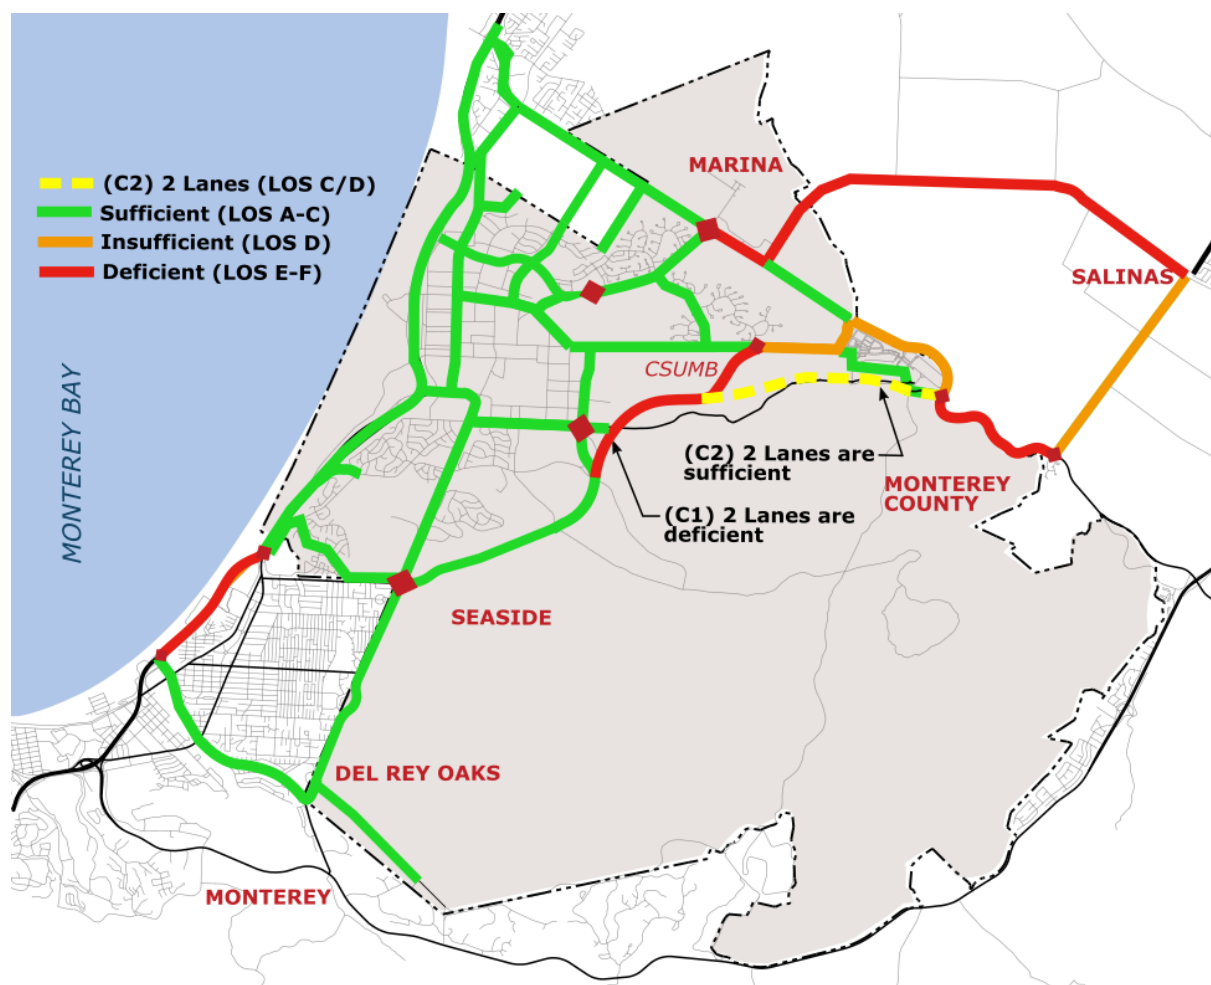 MARINA
(C2) 2 Lanes (LOS C/D)
Sufficient (LOS A-C)
Insufficient (LOS D)
Deficient (LOS E-F)
SALINAS
MONTEREY BAY
CSUMB
(C2) 2 Lanes are
sufficient
MONTEREY
COUNTY
(C1) 2 Lanes are
deficient
SEASIDE
DEL REY OAKS
MONTEREY